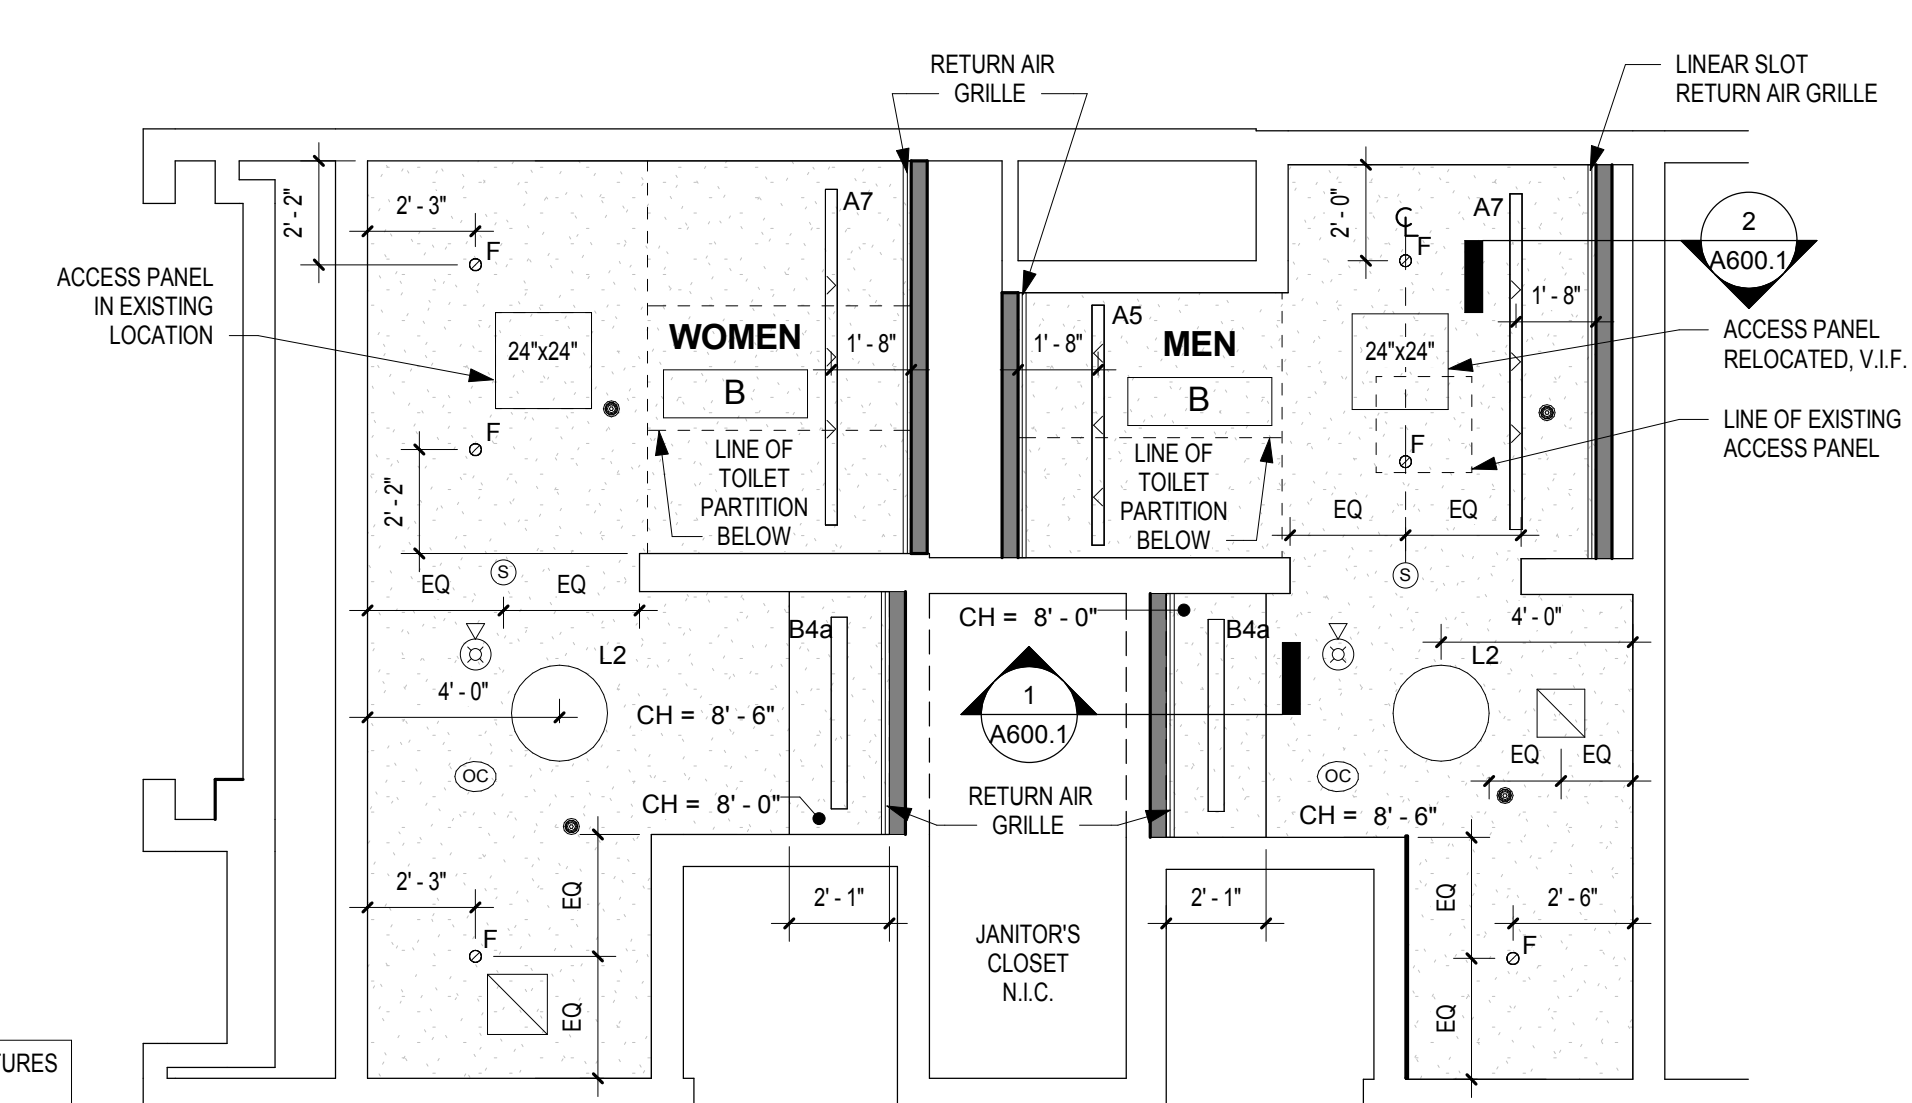 RETURN AIR
GRILLE
LINEAR SLOT
RETURN AIR GRILLE
2' - 2"
2' - 3"
F
A7
2' - 0"
CL
F
A7
2
A600.1
ACCESS PANEL
IN EXISTING
LOCATION
24"x24"
WOMEN
1' - 8"
B
1' - 8"
A5
MEN
B
24"x24"
1' - 8"
ACCESS PANEL
RELOCATED, V.I.F.
LINE OF EXISTING
ACCESS PANEL
F
2' - 2"
LINE OF
TOILET
PARTITION
BELOW
LINE OF
TOILET
PARTITION
BELOW
F
EQ
EQ
S
EQ
EQ
S
B4a
CH = 8' - 0"
B4a
4' - 0"
L2
L2
4' - 0"
CH = 8' - 6"
1
A600.1
OC
CH = 8' - 0"
RETURN AIR
GRILLE
OC
EQ
EQ
CH = 8' - 6"
2' - 3"
EQ
2' - 1"
2' - 1"
EQ
2' - 6"
F
JANITOR'S
CLOSET
N.I.C.
F
EQ
EQ